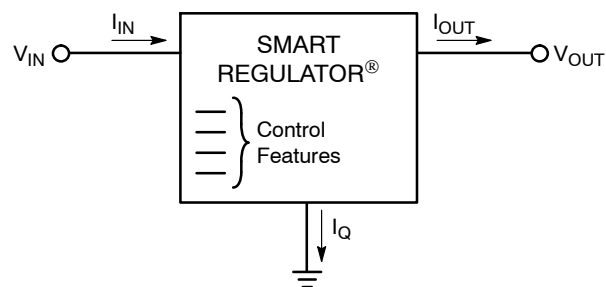 I_IN
I_OUT
V_IN
SMART
REGULATOR®
V_OUT
Control
Features
I_Q